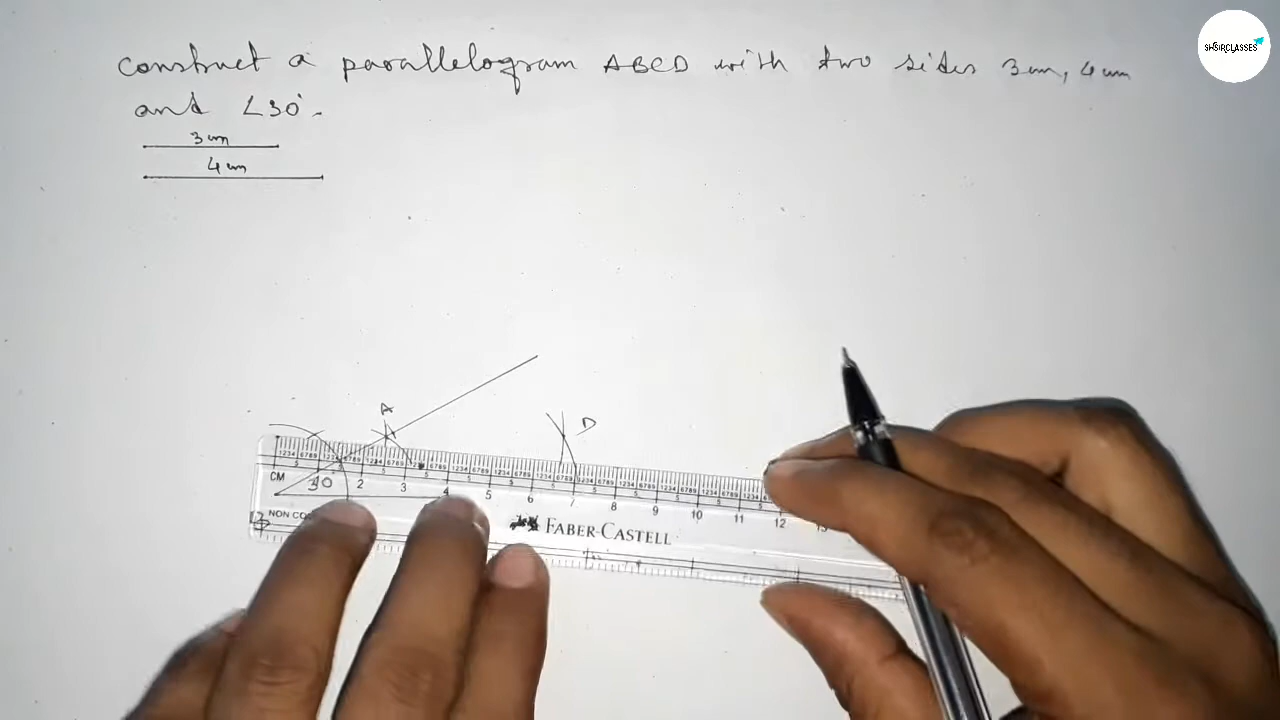 construct a parallelogram ABCD with two sides 3cm, 4cm
and ∠30°.
3cm
4cm
SHSIRCLASSES
A
D
30
CM 2 3 4 5 6 7 8 9 10 11 12 13
B
FABER-CASTELL